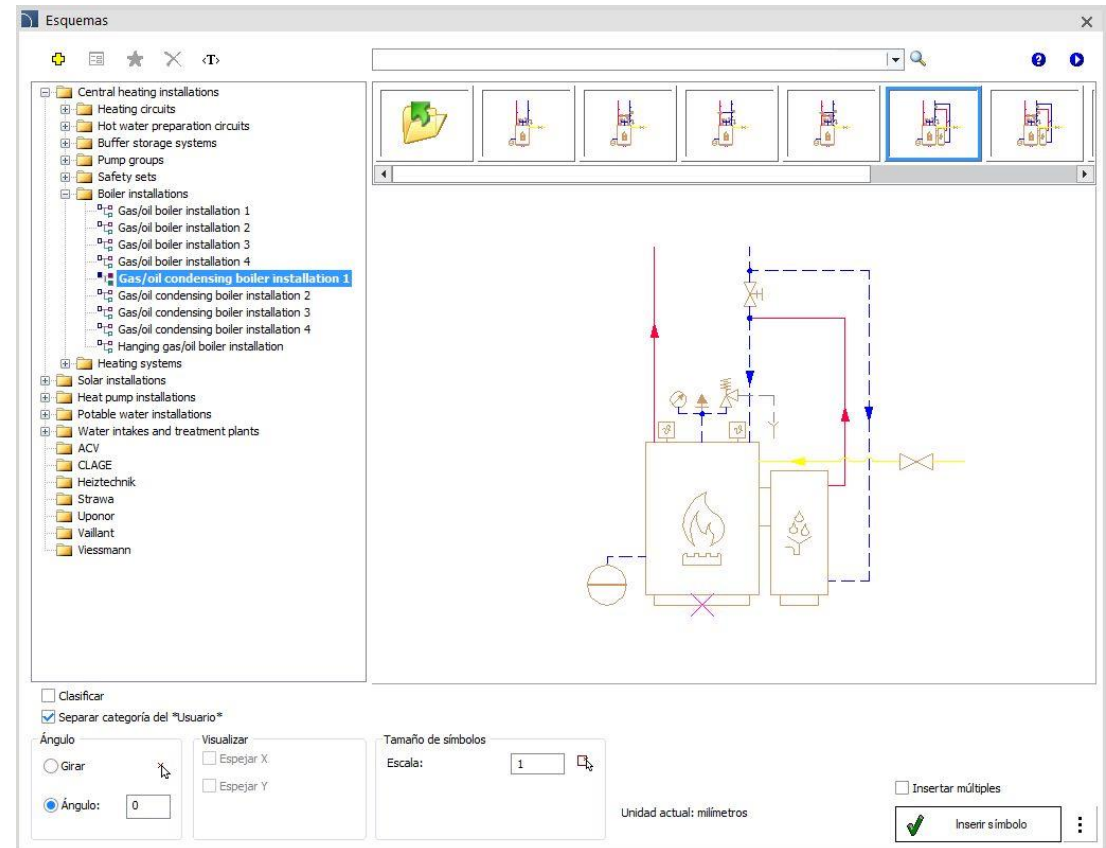 Esquemas
<T>
Central heating installations
Heating circuits
Hot water preparation circuits
Buffer storage systems
Pump groups
Safety sets
Boiler installations
Gas/oil boiler installation 1
Gas/oil boiler installation 2
Gas/oil boiler installation 3
Gas/oil boiler installation 4
Gas/oil condensing boiler installation 1
Gas/oil condensing boiler installation 2
Gas/oil condensing boiler installation 3
Gas/oil condensing boiler installation 4
Hanging gas/oil boiler installation
Heating systems
Solar installations
Heat pump installations
Potable water installations
Water intakes and treatment plants
ACV
CLAGE
Heiztechnik
Strawa
Uponor
Vaillant
Viessmann
Clasificar
Separar categoría del *Usuario*
Ángulo
Girar
Ángulo: 0
Visualizar
Espejar X
Espejar Y
Tamaño de símbolos
Escala: 1
Unidad actual: milímetros
Insertar múltiples
Inserir símbolo